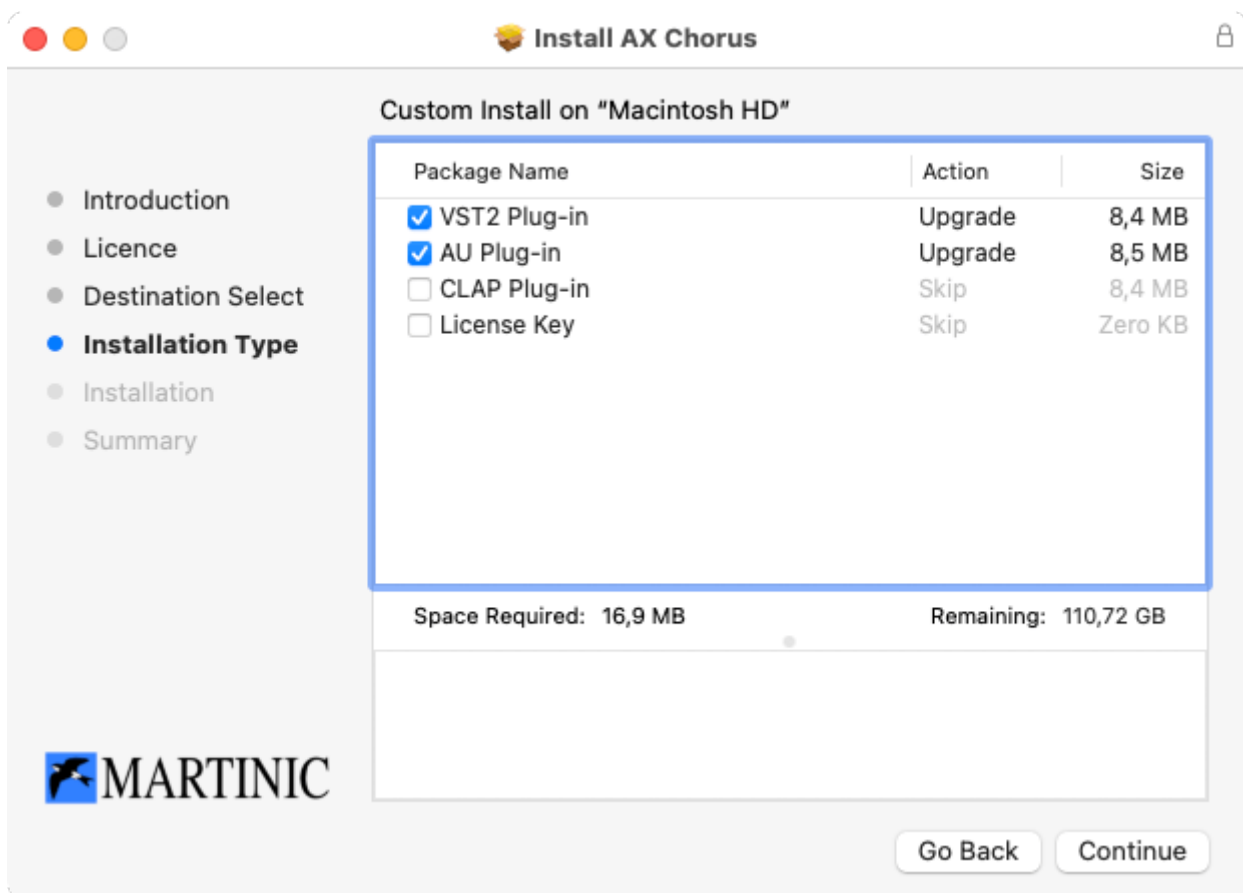 Install AX Chorus
Custom Install on “Macintosh HD”
Introduction
Licence
Destination Select
Installation Type
Installation
Summary
Package Name Action Size
VST2 Plug-in Upgrade 8,4 MB
AU Plug-in Upgrade 8,5 MB
CLAP Plug-in Skip 8,4 MB
License Key Skip Zero KB
Space Required: 16,9 MB Remaining: 110,72 GB
MARTINIC
Go Back Continue